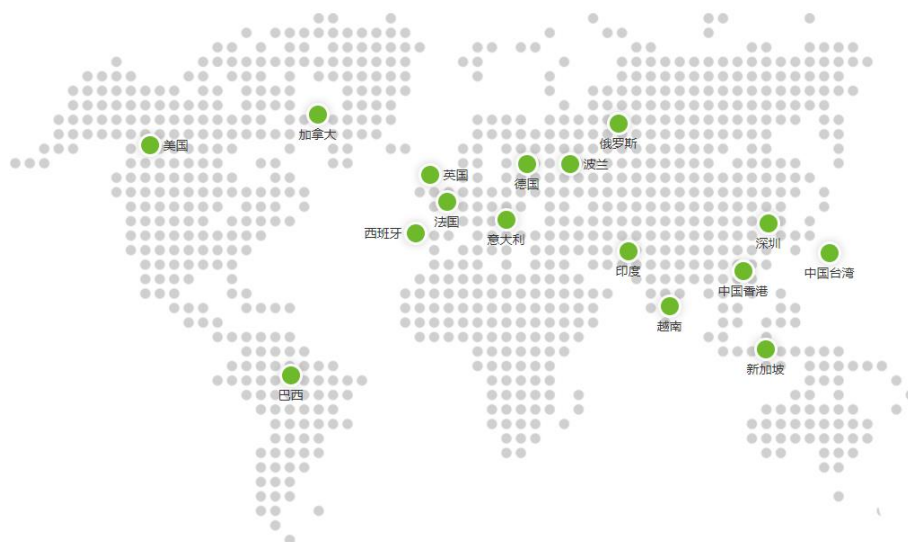 加拿大
美国
俄罗斯
英国
德国
波兰
法国
西班牙
意大利
深圳
印度
中国台湾
中国香港
越南
新加坡
巴西